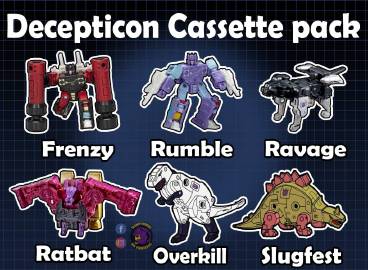 Decepticon Cassette pack
Frenzy Rumble Ravage
Ratbat Overkill Slugfest